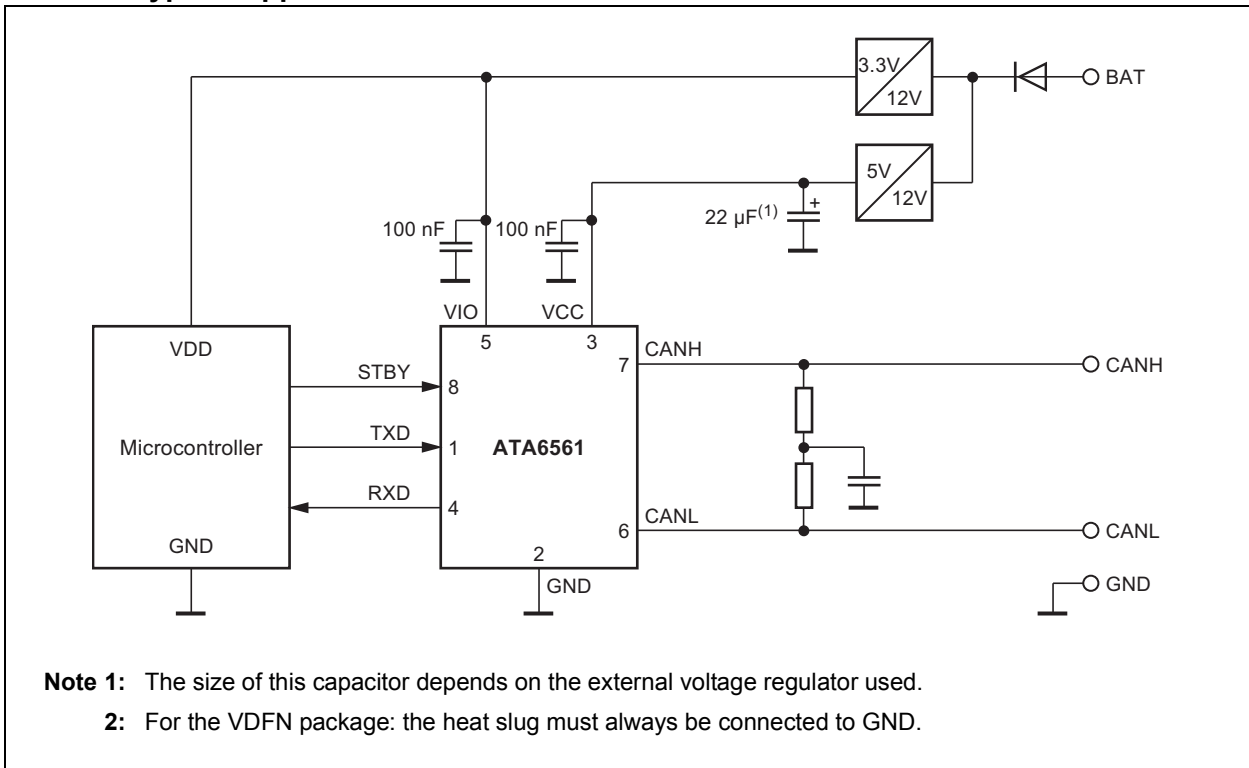 3.3V
12V
BAT
5V
12V
22 µF(1)
+
100 nF
100 nF
VIO
VCC
5
3
VDD
CANH
7
CANH
STBY
8
Microcontroller
TXD
1
ATA6561
RXD
4
CANL
6
CANL
GND
2
GND
GND
Note 1: The size of this capacitor depends on the external voltage regulator used.
2: For the VDFN package: the heat slug must always be connected to GND.